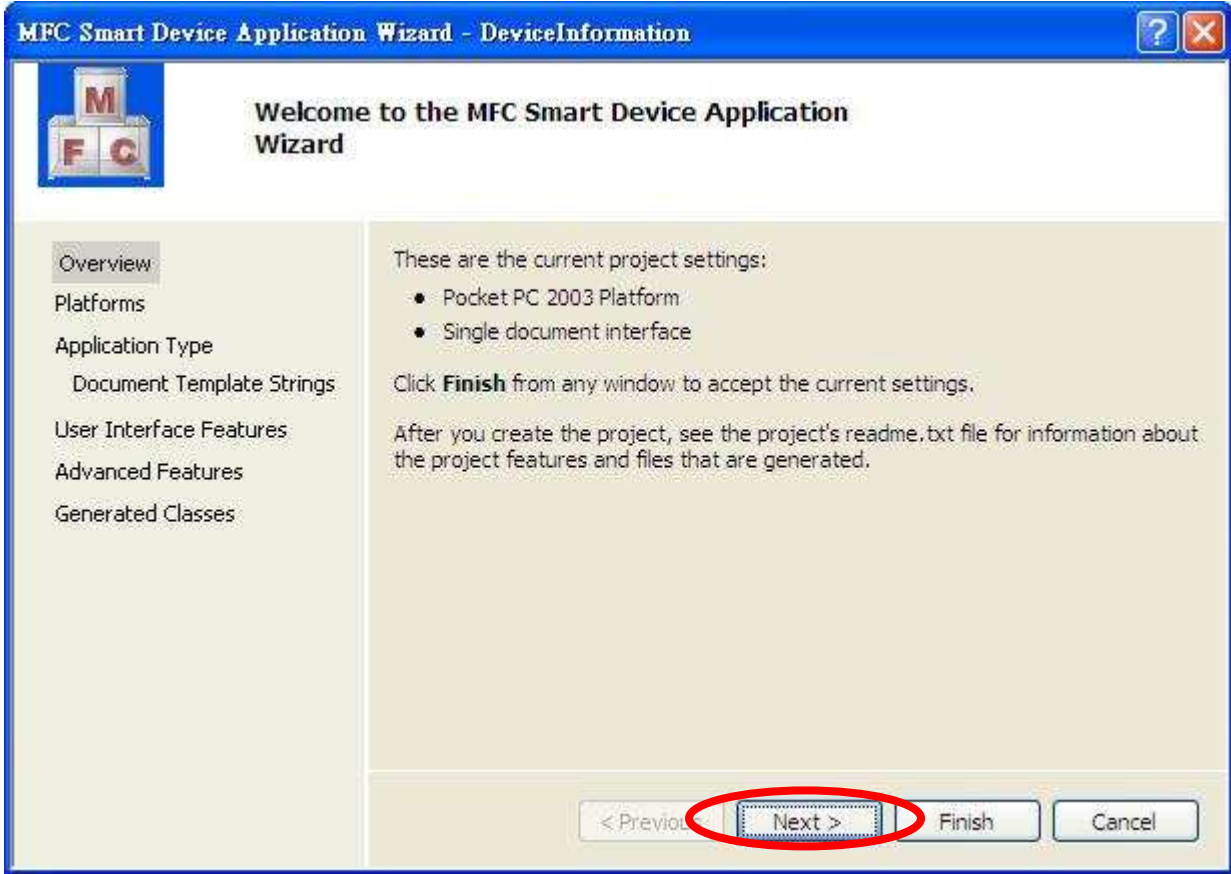 MFC Smart Device Application Wizard - DeviceInformation
M
F C
Welcome to the MFC Smart Device Application
Wizard
Overview
Platforms
Application Type
Document Template Strings
User Interface Features
Advanced Features
Generated Classes
These are the current project settings:
• Pocket PC 2003 Platform
• Single document interface
Click Finish from any window to accept the current settings.
After you create the project, see the project's readme.txt file for information about
the project features and files that are generated.
< Previous
Next >
Finish
Cancel